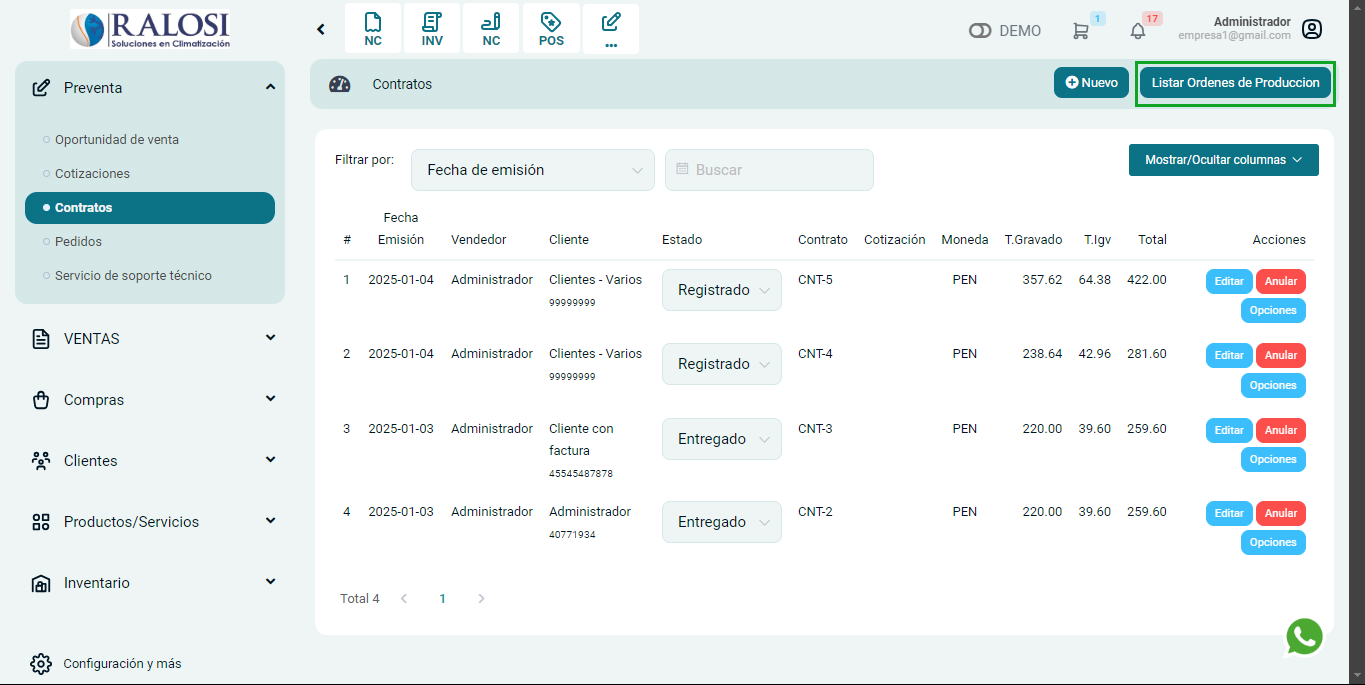 RALOSI
Soluciones en Climatización
NC
INV
NC
POS
...
DEMO
1
17
Administrador
empresa1@gmail.com
Preventa
Oportunidad de venta
Cotizaciones
Contratos
Pedidos
Servicio de soporte técnico
VENTAS
Compras
Clientes
Productos/Servicios
Inventario
Configuración y más
Contratos
Nuevo
Listar Ordenes de Produccion
Filtrar por:
Fecha de emisión
Buscar
Mostrar/Ocultar columnas
# Fecha Emisión Vendedor Cliente Estado Contrato Cotización Moneda T.Gravado T.Igv Total Acciones
1 2025-01-04 Administrador Clientes - Varios Registrado CNT-5 PEN 357.62 64.38 422.00 Editar Anular
99999999 Opciones
2 2025-01-04 Administrador Clientes - Varios Registrado CNT-4 PEN 238.64 42.96 281.60 Editar Anular
99999999 Opciones
3 2025-01-03 Administrador Cliente con Entregado CNT-3 PEN 220.00 39.60 259.60 Editar Anular
factura Opciones
45545487878
4 2025-01-03 Administrador Administrador Entregado CNT-2 PEN 220.00 39.60 259.60 Editar Anular
40771934 Opciones
Total 4 1